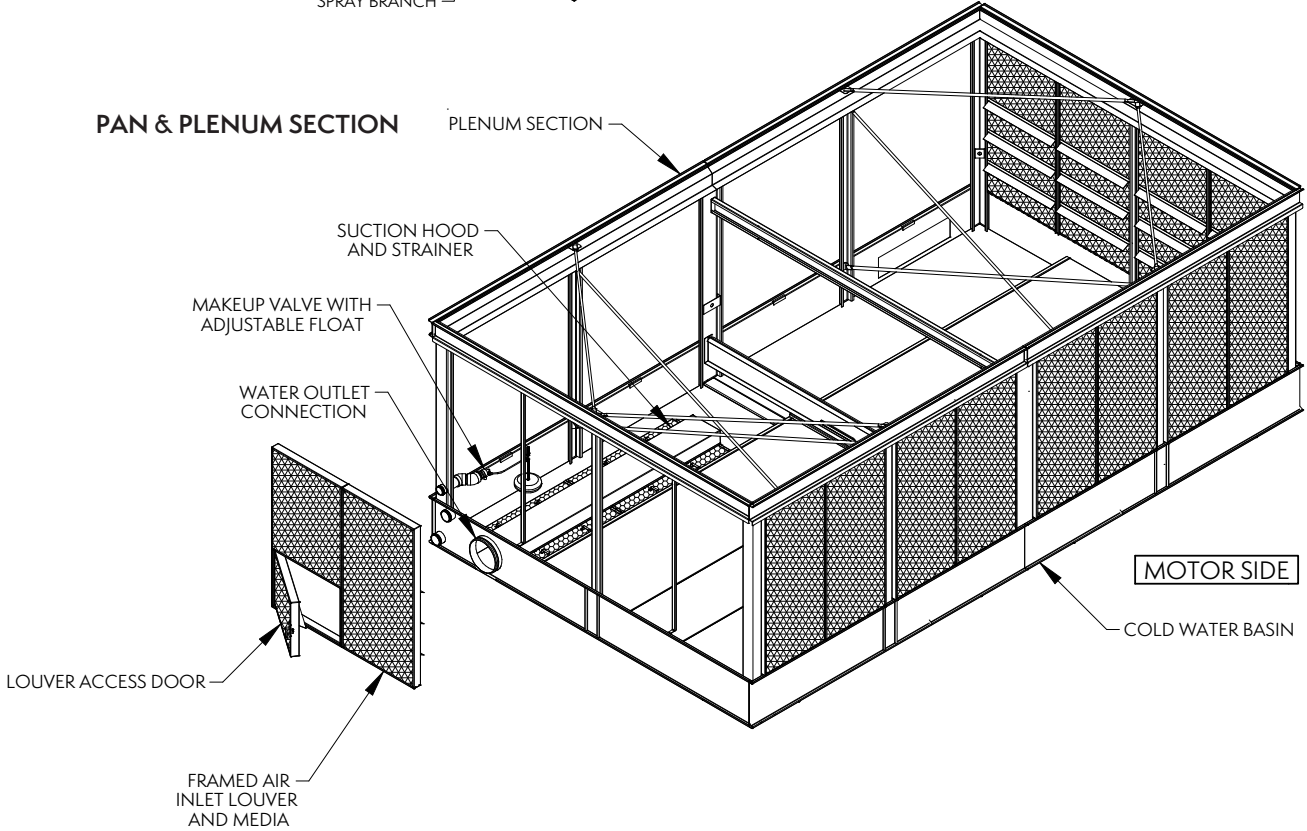 SPRAY BRANCH
PAN & PLENUM SECTION
PLENUM SECTION
SUCTION HOOD
AND STRAINER
MAKEUP VALVE WITH
ADJUSTABLE FLOAT
WATER OUTLET
CONNECTION
MOTOR SIDE
COLD WATER BASIN
LOUVER ACCESS DOOR
FRAMED AIR
INLET LOUVER
AND MEDIA